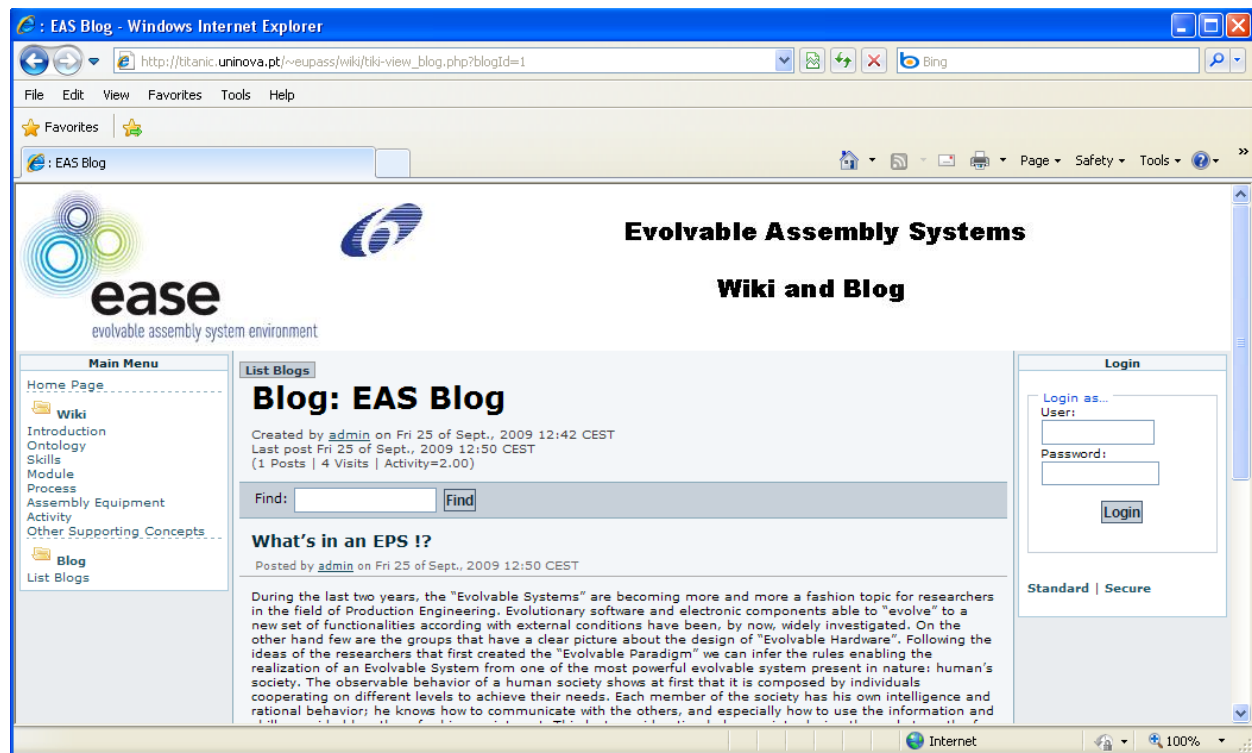 : EAS Blog - Windows Internet Explorer
http://titanic.uninova.pt/~eupass/wiki/tiki-view_blog.php?blogId=1
Bing
File Edit View Favorites Tools Help
Favorites
: EAS Blog
Page Safety Tools
ease
evolvable assembly system environment
6
Evolvable Assembly Systems
Wiki and Blog
Main Menu
Home Page
Wiki
Introduction
Ontology
Skills
Module
Process
Assembly Equipment
Activity
Other Supporting Concepts
Blog
List Blogs
List Blogs
Blog: EAS Blog
Created by admin on Fri 25 of Sept., 2009 12:42 CEST
Last post Fri 25 of Sept., 2009 12:50 CEST
(1 Posts | 4 Visits | Activity=2.00)
Find:
Find
What's in an EPS !?
Posted by admin on Fri 25 of Sept., 2009 12:50 CEST
During the last two years, the "Evolvable Systems" are becoming more and more a fashion topic for researchers
in the field of Production Engineering. Evolutionary software and electronic components able to "evolve" to a
new set of functionalities according with external conditions have been, by now, widely investigated. On the
other hand few are the groups that have a clear picture about the design of "Evolvable Hardware". Following the
ideas of the researchers that first created the "Evolvable Paradigm" we can infer the rules enabling the
realization of an Evolvable System from one of the most powerful evolvable system present in nature: human's
society. The observable behavior of a human society shows at first that it is composed by individuals
cooperating on different levels to achieve their needs. Each member of the society has his own intelligence and
rational behavior; he knows how to communicate with the others, and especially how to use the information and
Login
Login as...
User:
Password:
Login
Standard | Secure
Internet
100%